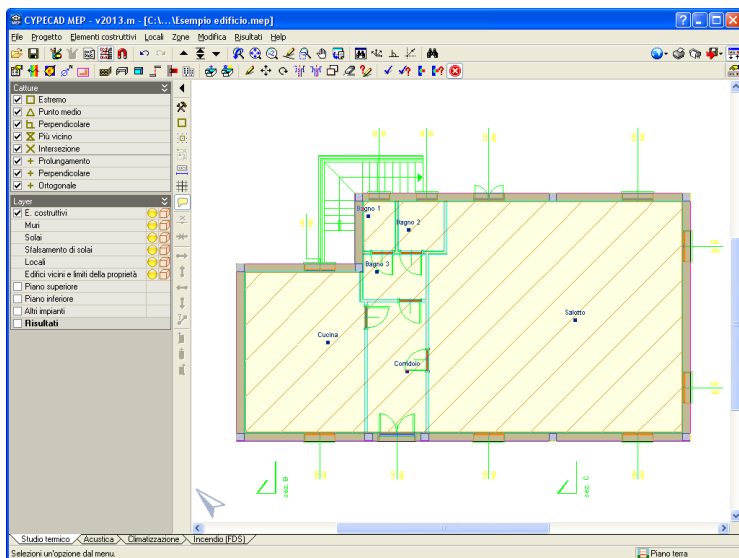 CYPECAD MEP - v2013.m - [C:\...\Esempio edificio.mep]
File Progetto Elementi costruttivi Locali Zone Modifica Risultati Help
Catture
Estremo
Punto medio
Perpendicolare
Più vicino
Intersezione
Prolungamento
Perpendicolare
Ortogonale
Layer
E. costruttivi
Muri
Solai
Sfalsamento di solai
Locali
Edifici vicini e limiti della proprietà
Piano superiore
Piano inferiore
Altri impianti
Risultati
Bagno 1
Bagno 2
Bagno 3
Salotto
Cucina
Corridoio
sez. B
sez. C
Studio termico Acustica Climatizzazione Incendio (FDS)
Selezioni un'opzione dal menu.
Piano terra